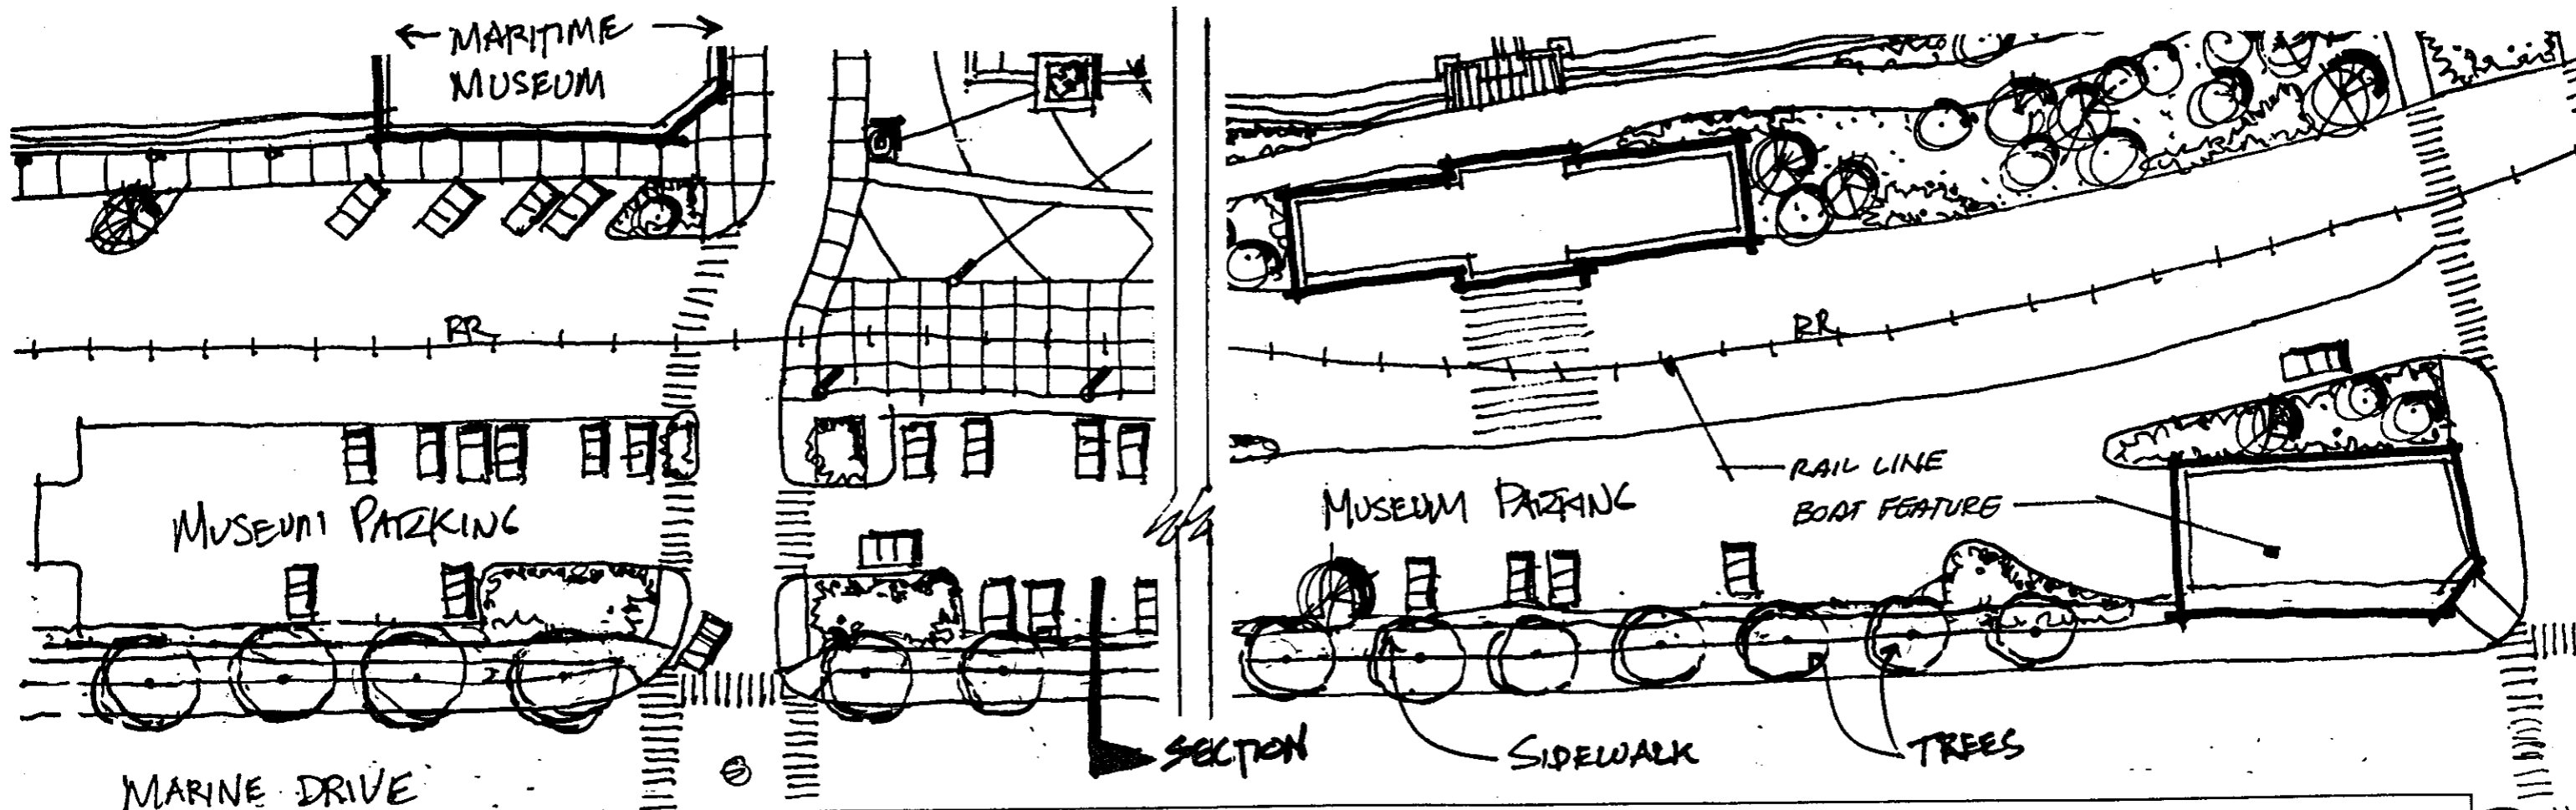 ← MARITIME →
MUSEUM
RR
RR
RAIL LINE
BOAT FEATURE
MUSEUM PARKING
MUSEUM PARKING
SECTION
SIDEWALK
TREES
MARINE DRIVE